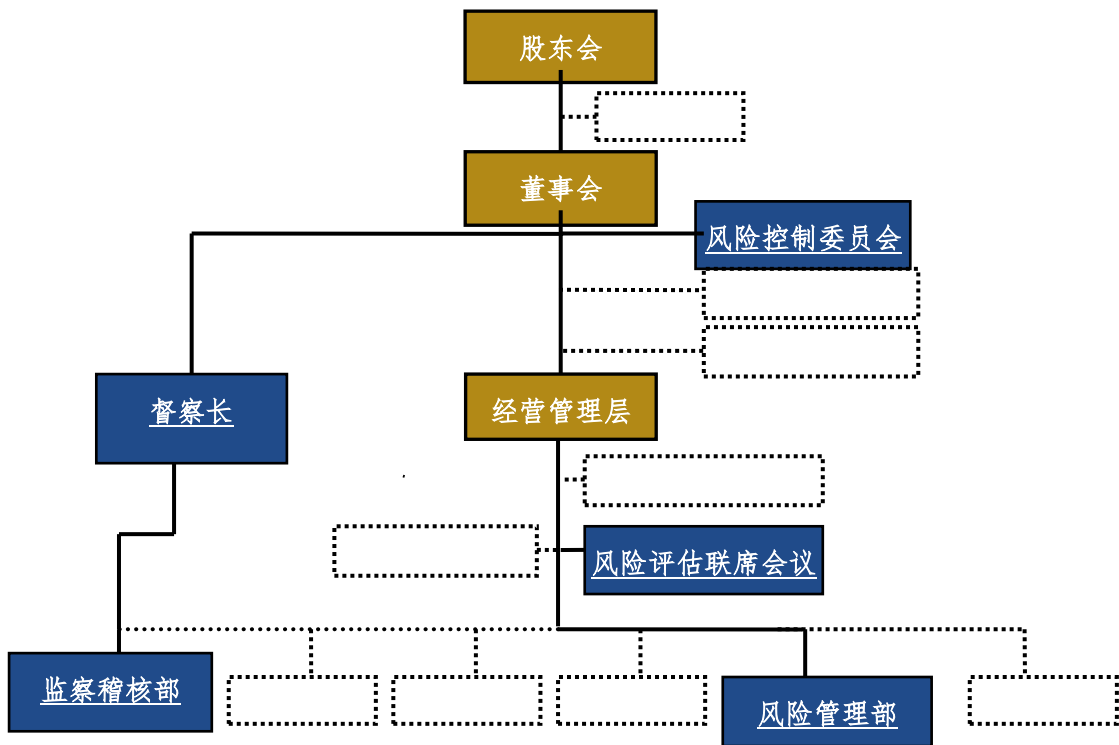 股东会
董事会
风险控制委员会
督察长
经营管理层
风险评估联席会议
监察稽核部
风险管理部